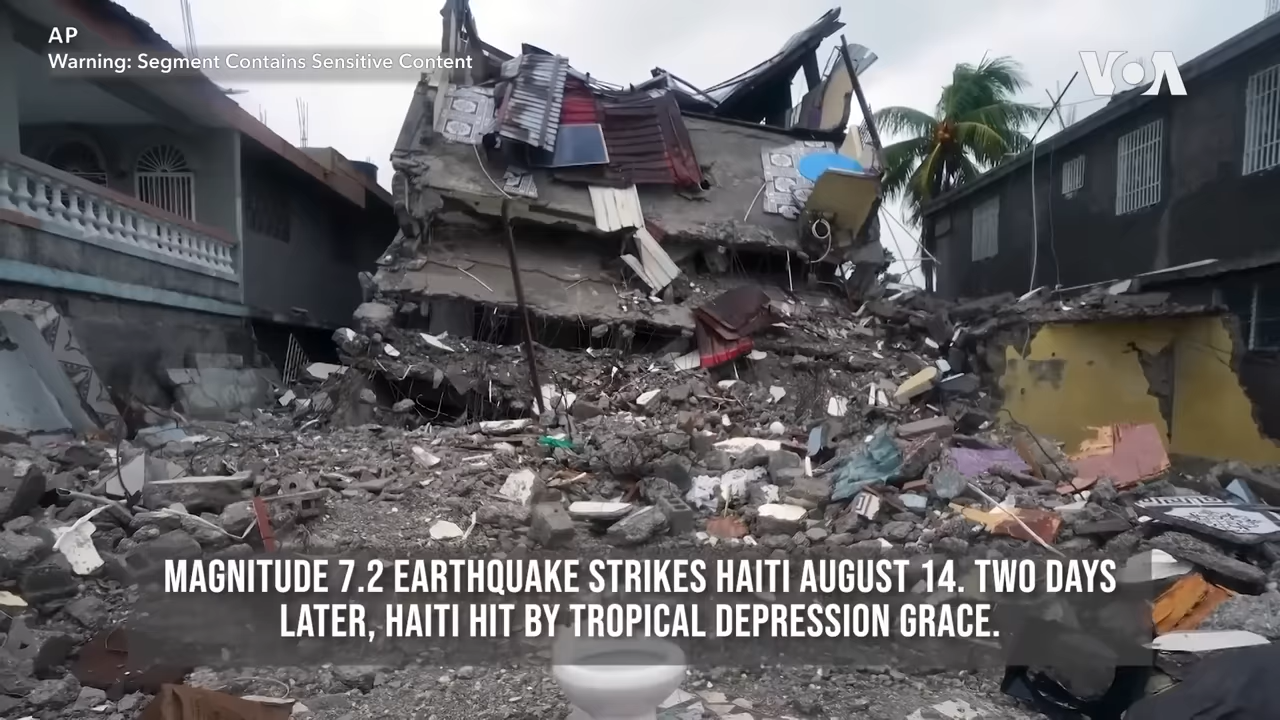 AP
Warning: Segment Contains Sensitive Content
VOA
MAGNITUDE 7.2 EARTHQUAKE STRIKES HAITI AUGUST 14. TWO DAYS
LATER, HAITI HIT BY TROPICAL DEPRESSION GRACE.